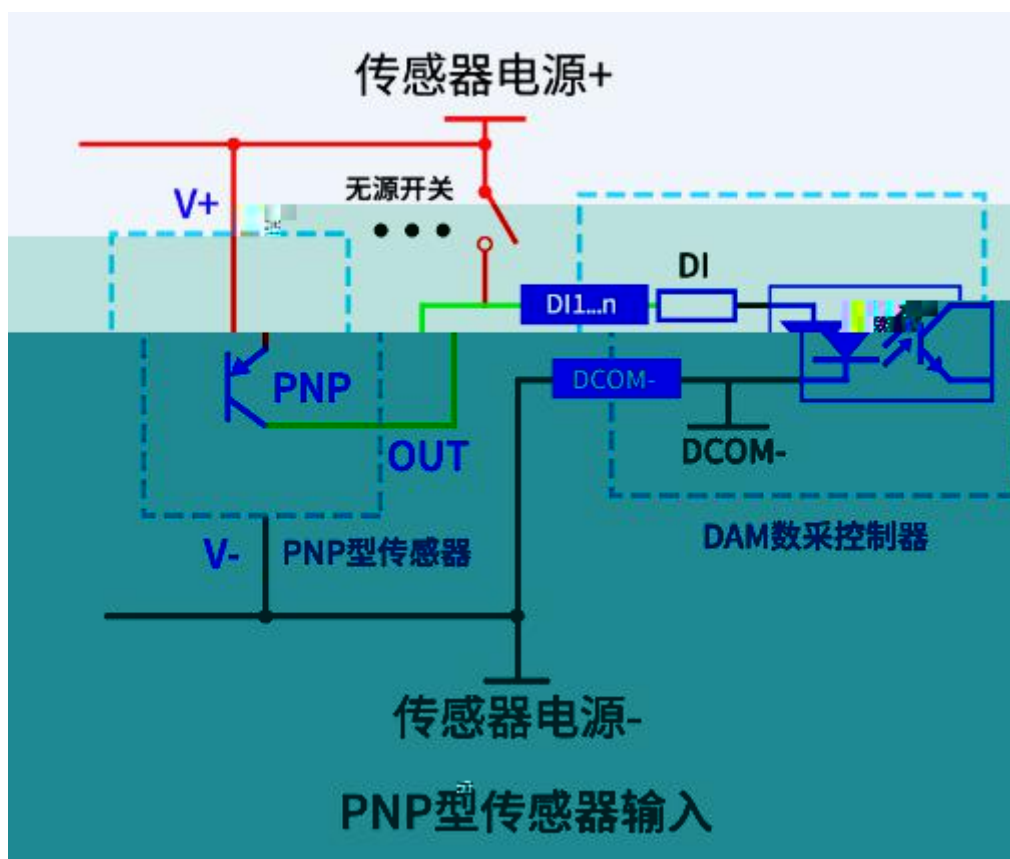 传感器电源+
无源开关
V+
DI
DI1...n
DCOM-
PNP
OUT
DCOM-
DAM数采控制器
V-
PNP型传感器
传感器电源-
PNP型传感器输入